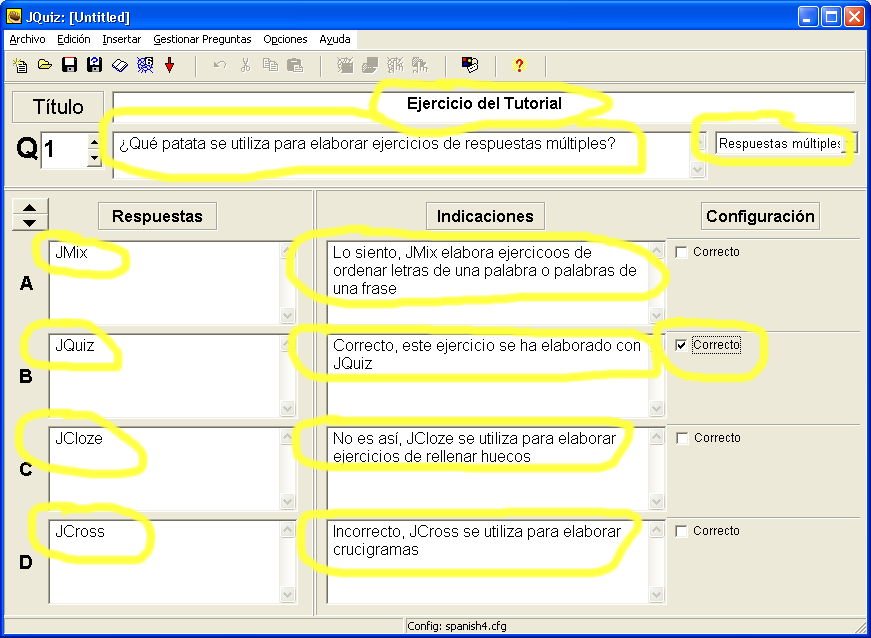 JQuiz: [Untitled]
Archivo Edición Insertar Gestionar Preguntas Opciones Ayuda
Título
Ejercicio del Tutorial
Q 1
¿Qué patata se utiliza para elaborar ejercicios de respuestas múltiples?
Respuestas múltiples
Respuestas Indicaciones Configuración
A
JMix
Lo siento, JMix elabora ejercicoos de
ordenar letras de una palabra o palabras de
una frase
Correcto
B
JQuiz
Correcto, este ejercicio se ha elaborado con
JQuiz
Correcto
C
JCloze
No es así, JCloze se utiliza para elaborar
ejercicios de rellenar huecos
Correcto
D
JCross
Incorrecto, JCross se utiliza para elaborar
crucigramas
Correcto
Config: spanish4.cfg